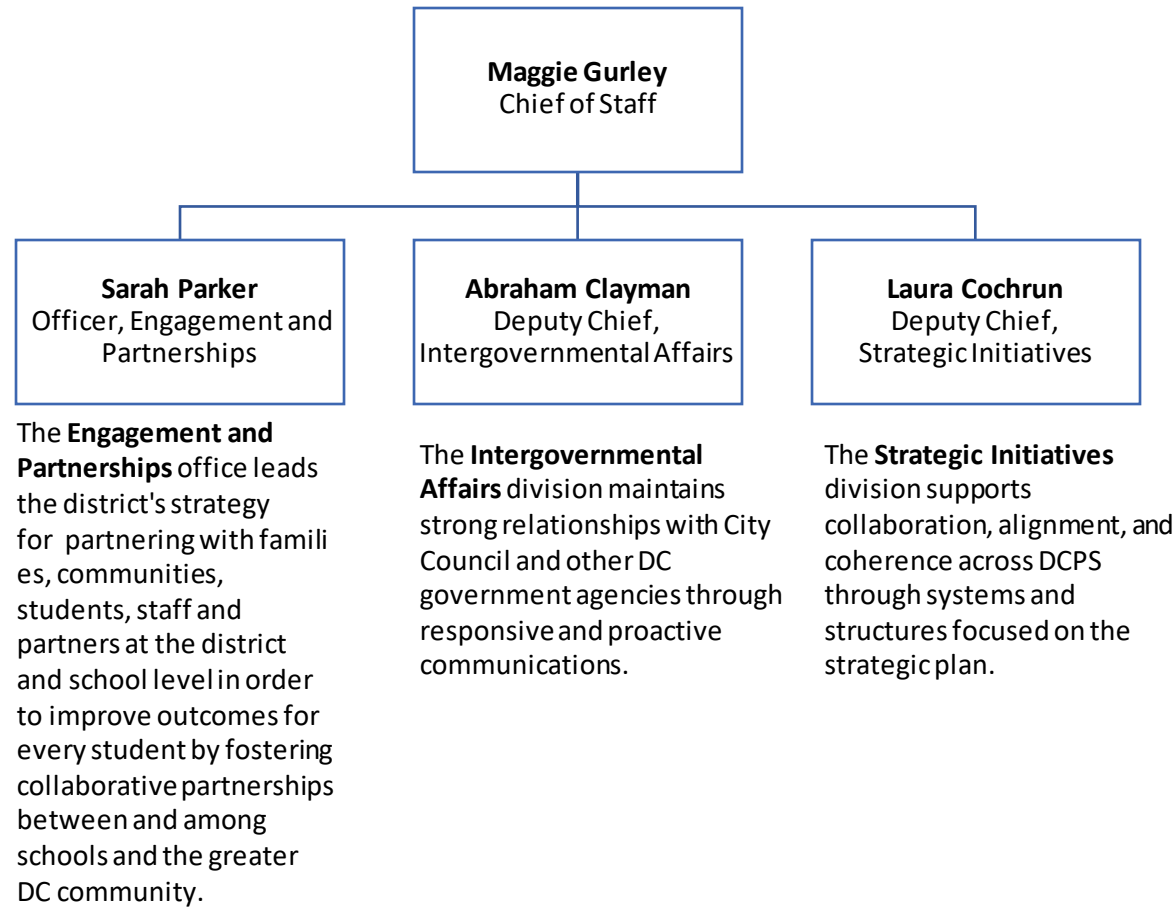 Maggie Gurley
Chief of Staff
Sarah Parker
Officer, Engagement and
Partnerships
Abraham Clayman
Deputy Chief,
Intergovernmental Affairs
Laura Cochrun
Deputy Chief,
Strategic Initiatives
The Engagement and
Partnerships office leads
the district's strategy
for partnering with famili
es, communities,
students, staff and
partners at the district
and school level in order
to improve outcomes for
every student by fostering
collaborative partnerships
between and among
schools and the greater
DC community.
The Intergovernmental
Affairs division maintains
strong relationships with City
Council and other DC
government agencies through
responsive and proactive
communications.
The Strategic Initiatives
division supports
collaboration, alignment, and
coherence across DCPS
through systems and
structures focused on the
strategic plan.